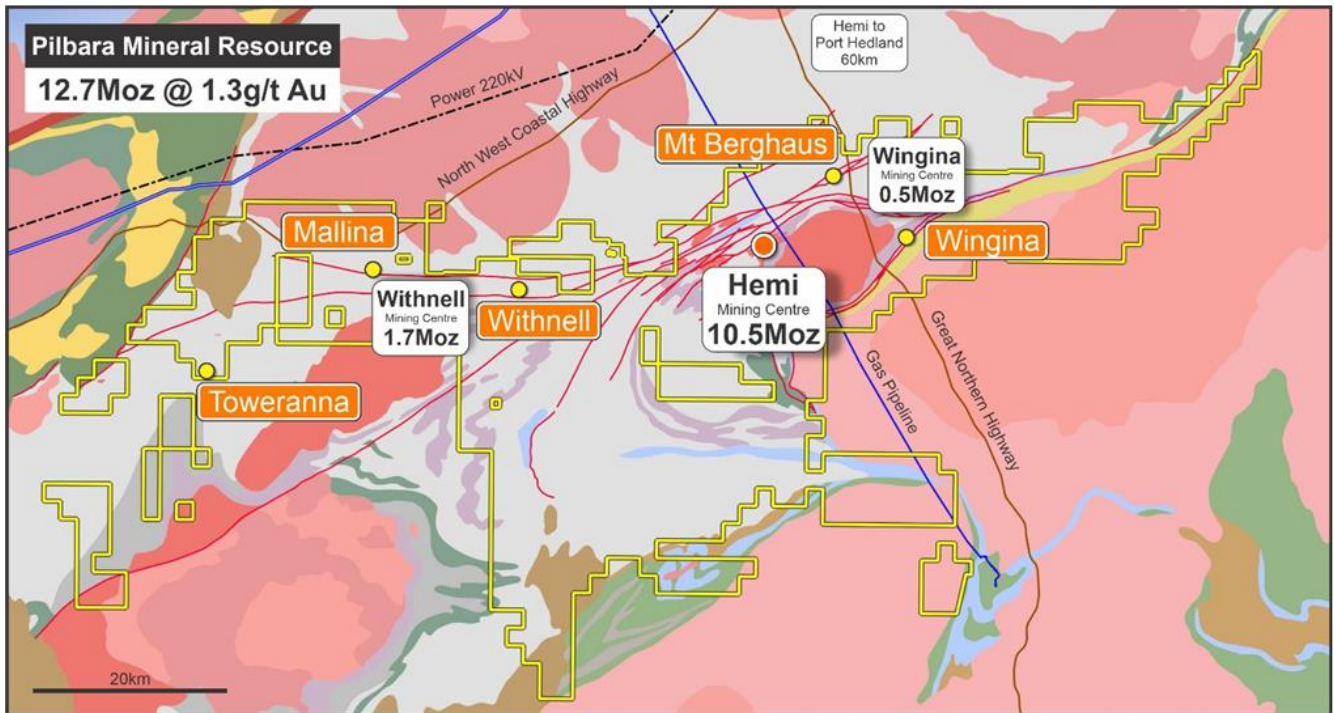 Pilbara Mineral Resource
12.7Moz @ 1.3g/t Au
Power 220kV
North West Coastal Highway
Hemi to
Port Hedland
60km
Mt Berghaus
Wingina
Mining Centre
0.5Moz
Mallina
Wingina
Withnell
Mining Centre
1.7Moz
Withnell
Hemi
Mining Centre
10.5Moz
Toweranna
Gas Pipeline
Great Northern Highway
20km